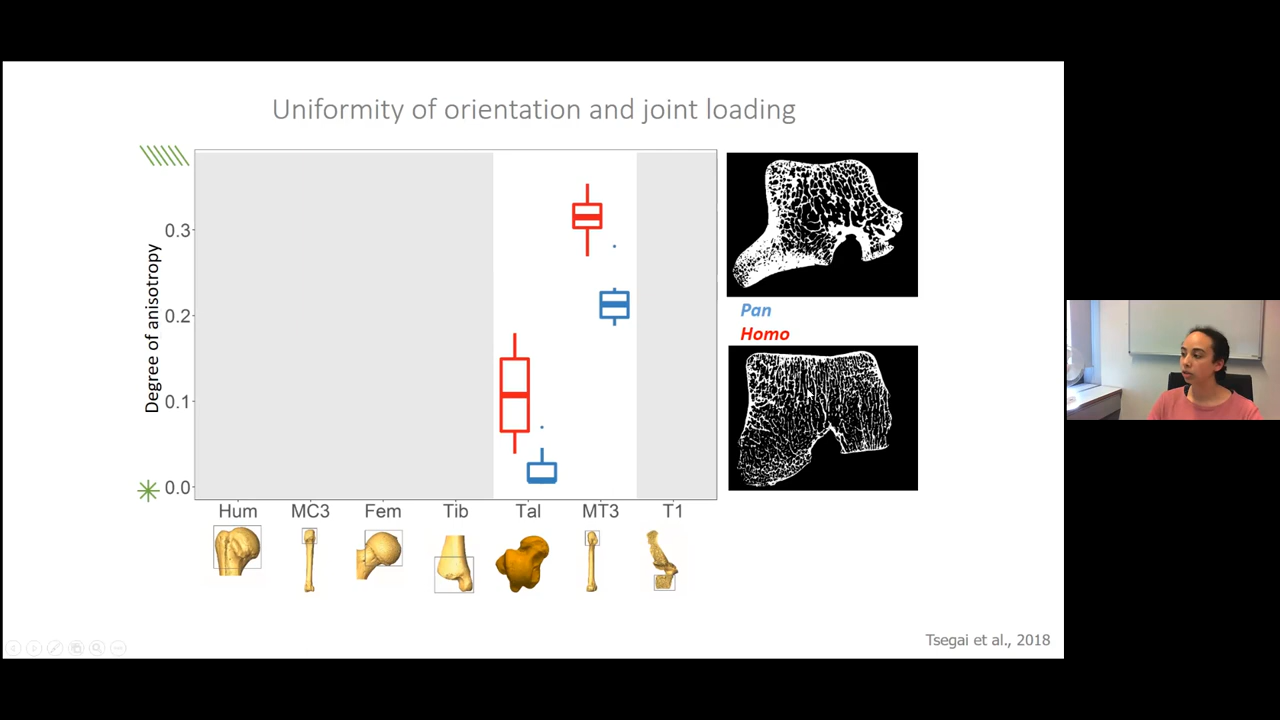 Uniformity of orientation and joint loading
Degree of anisotropy
0.3
0.2
0.1
0.0
Hum MC3 Fem Tib Tal MT3 T1
Pan
Homo
Tsegai et al., 2018